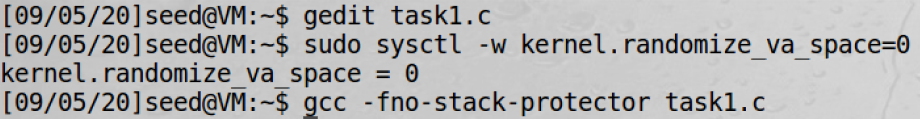 [09/05/20]seed@VM:~$ gedit task1.c
[09/05/20]seed@VM:~$ sudo sysctl -w kernel.randomize_va_space=0
kernel.randomize_va_space = 0
[09/05/20]seed@VM:~$ gcc -fno-stack-protector task1.c